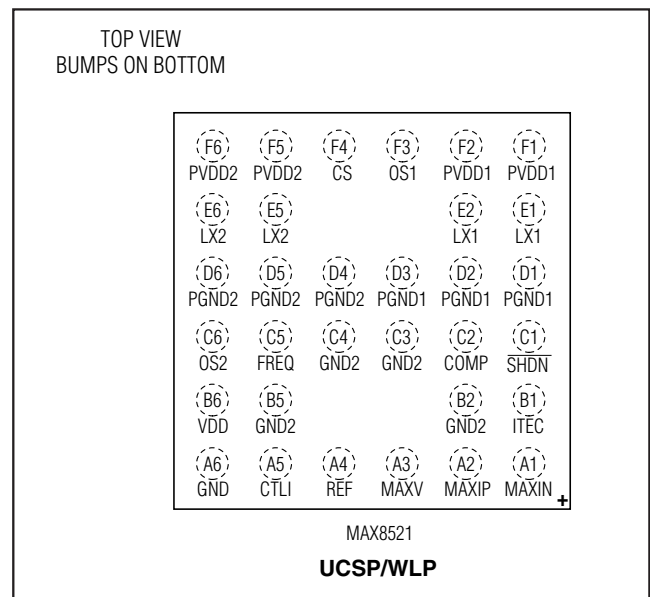 TOP VIEW
BUMPS ON BOTTOM
F6 F5 F4 F3 F2 F1
PVDD2 PVDD2 CS OS1 PVDD1 PVDD1
E6 E5 E2 E1
LX2 LX2 LX1 LX1
D6 D5 D4 D3 D2 D1
PGND2 PGND2 PGND2 PGND1 PGND1 PGND1
C6 C5 C4 C3 C2 C1
OS2 FREQ GND2 GND2 COMP SHDN
B6 B5 B2 B1
VDD GND2 GND2 ITEC
A6 A5 A4 A3 A2 A1
GND CTLI REF MAXV MAXIP MAXIN
+
MAX8521
UCSP/WLP